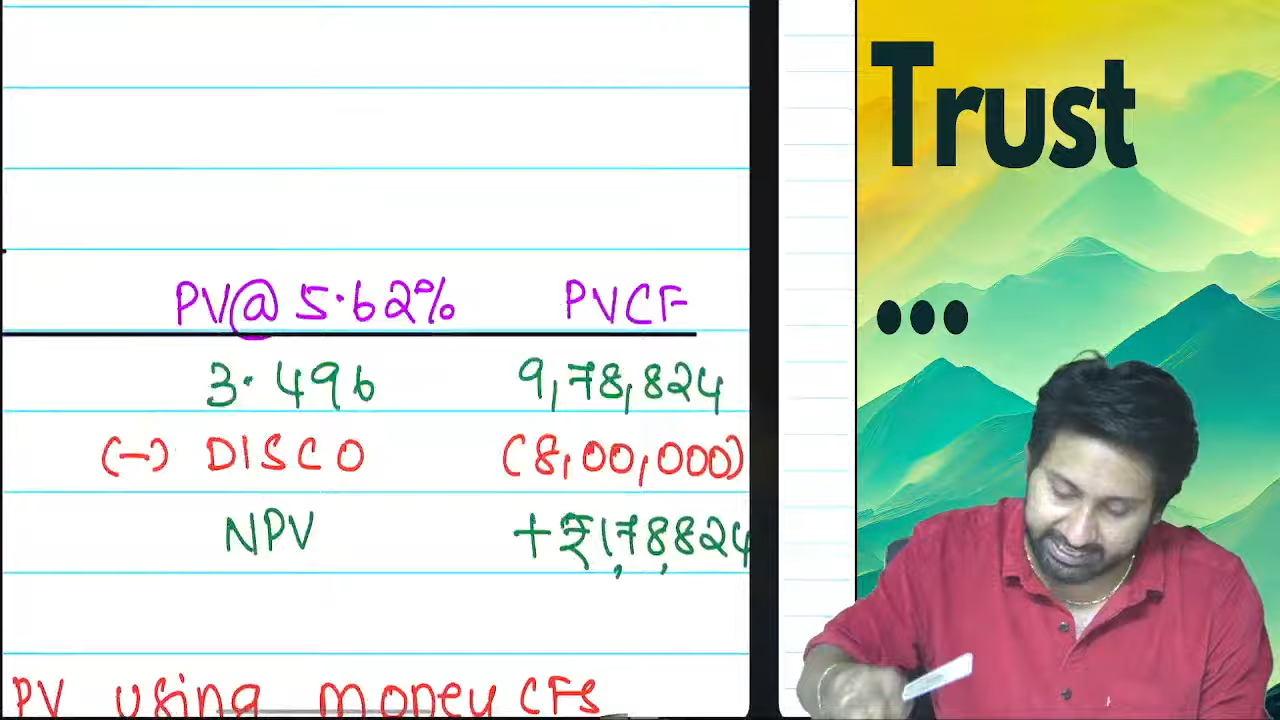 PV@ 5.62% PVCF
3.496 9,78,824
(-) DISCO (8,00,000)
NPV +₹1,78,824
PV using money CFs
Trust
...